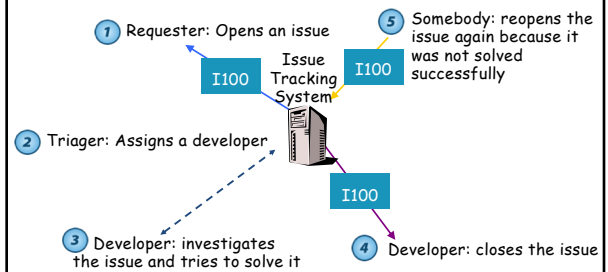 1 Requester: Opens an issue
I100
Issue
Tracking
System
5 Somebody: reopens the
issue again because it
was not solved
successfully
I100
2 Triager: Assigns a developer
I100
3 Developer: investigates
the issue and tries to solve it
4 Developer: closes the issue